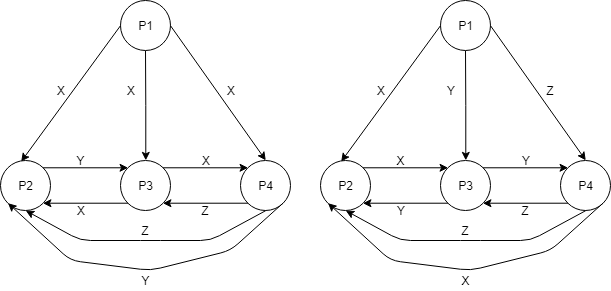 P1 P1
X X X X Y Z
Y X X Y
P2 P3 P4 P2 P3 P4
X Z Y Z
Z Z
Y X